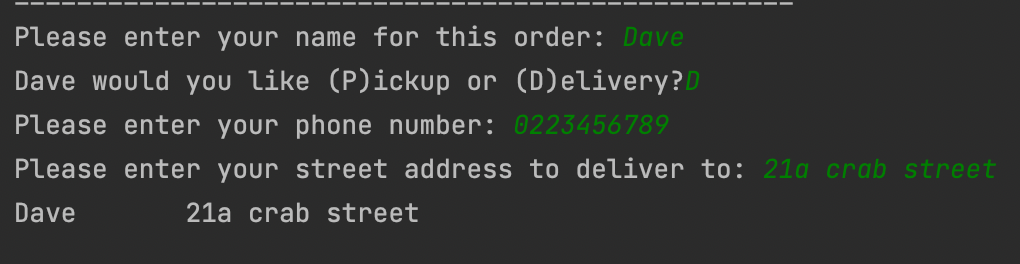 Please enter your name for this order: Dave
Dave would you like (P)ickup or (D)elivery?D
Please enter your phone number: 0223456789
Please enter your street address to deliver to: 21a crab street
Dave       21a crab street